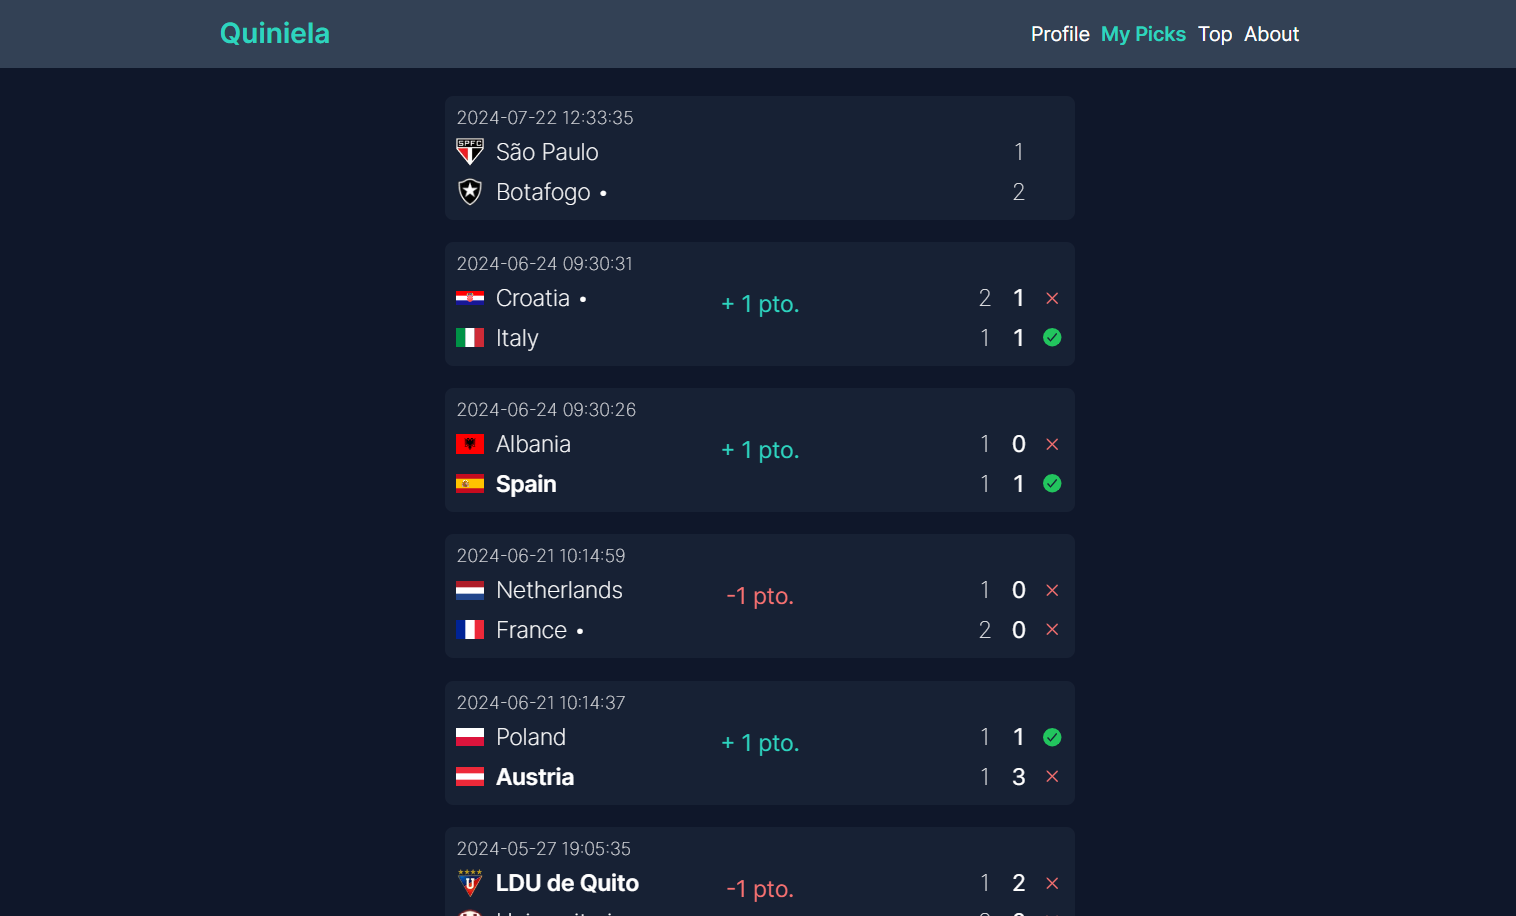 Quiniela
Profile My Picks Top About
2024-07-22 12:33:35
SPFC
São Paulo 1
Botafogo • 2
2024-06-24 09:30:31
Croatia • + 1 pto. 2 1
Italy 1 1
2024-06-24 09:30:26
Albania + 1 pto. 1 0
Spain 1 1
2024-06-21 10:14:59
Netherlands -1 pto. 1 0
France • 2 0
2024-06-21 10:14:37
Poland + 1 pto. 1 1
Austria 1 3
2024-05-27 19:05:35
U
LDU de Quito -1 pto. 1 2